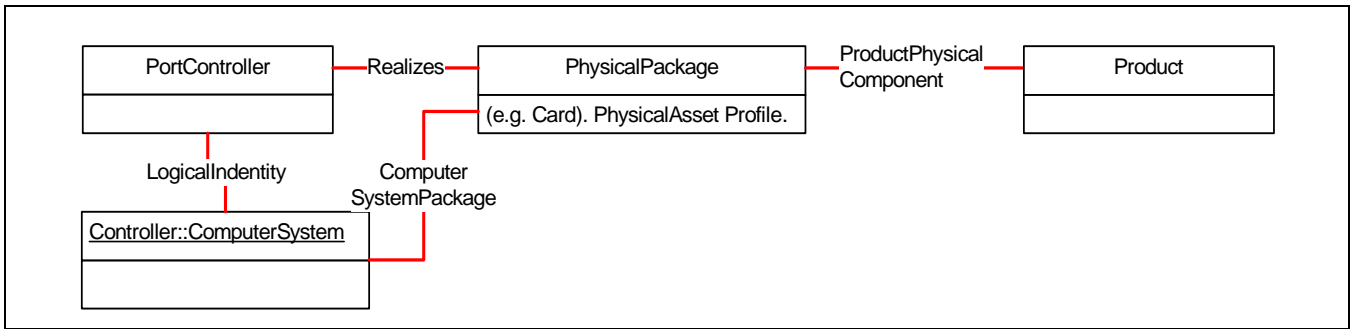 PortController
Realizes
PhysicalPackage
ProductPhysical
Component
Product
(e.g. Card). PhysicalAsset Profile.
LogicalIndentity
Computer
SystemPackage
Controller::ComputerSystem